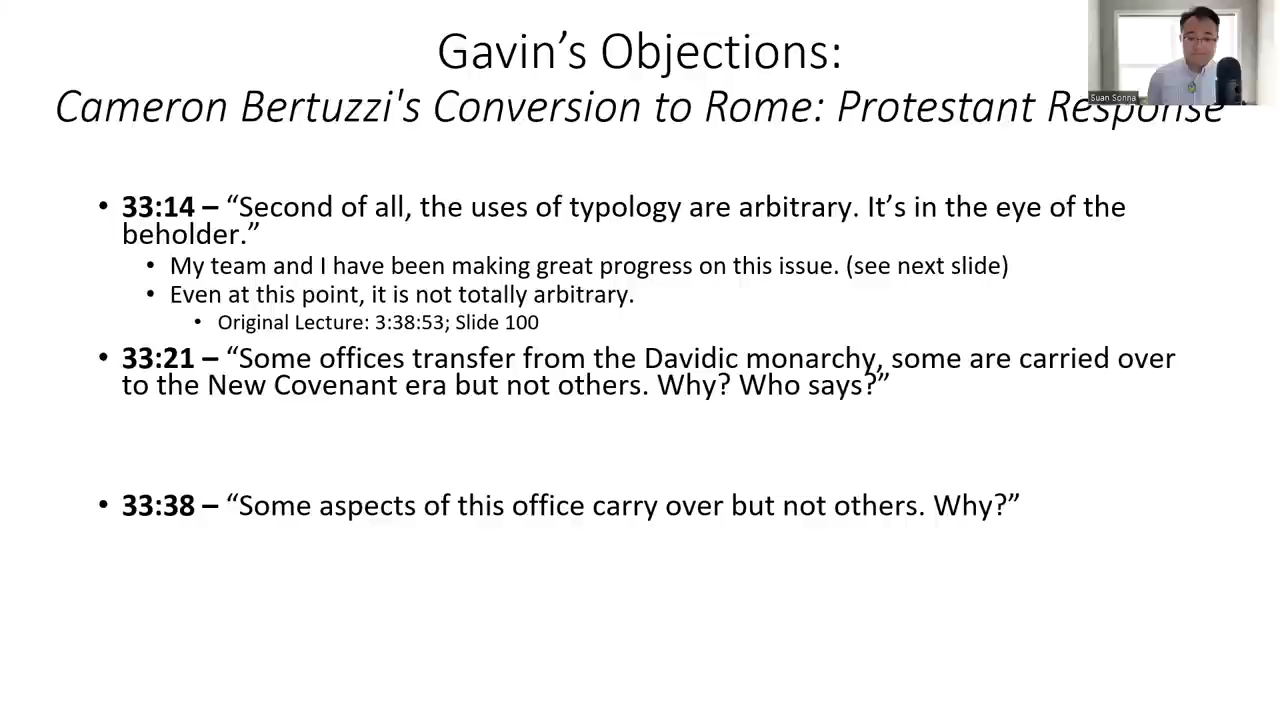 Gavin’s Objections:
Cameron Bertuzzi's Conversion to Rome: Protestant Response
Suan Sonna
• 33:14 – “Second of all, the uses of typology are arbitrary. It’s in the eye of the
beholder.”
• My team and I have been making great progress on this issue. (see next slide)
• Even at this point, it is not totally arbitrary.
• Original Lecture: 3:38:53; Slide 100
• 33:21 – “Some offices transfer from the Davidic monarchy, some are carried over
to the New Covenant era but not others. Why? Who says?”
• 33:38 – “Some aspects of this office carry over but not others. Why?”